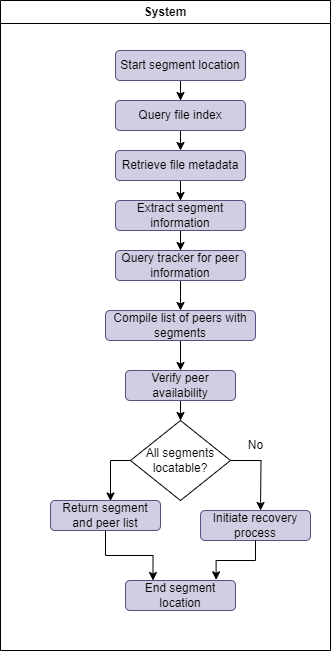 System
Start segment location
Query file index
Retrieve file metadata
Extract segment
information
Query tracker for peer
information
Compile list of peers with
segments
Verify peer
availability
All segments
locatable?
No
Return segment
and peer list
Initiate recovery
process
End segment
location